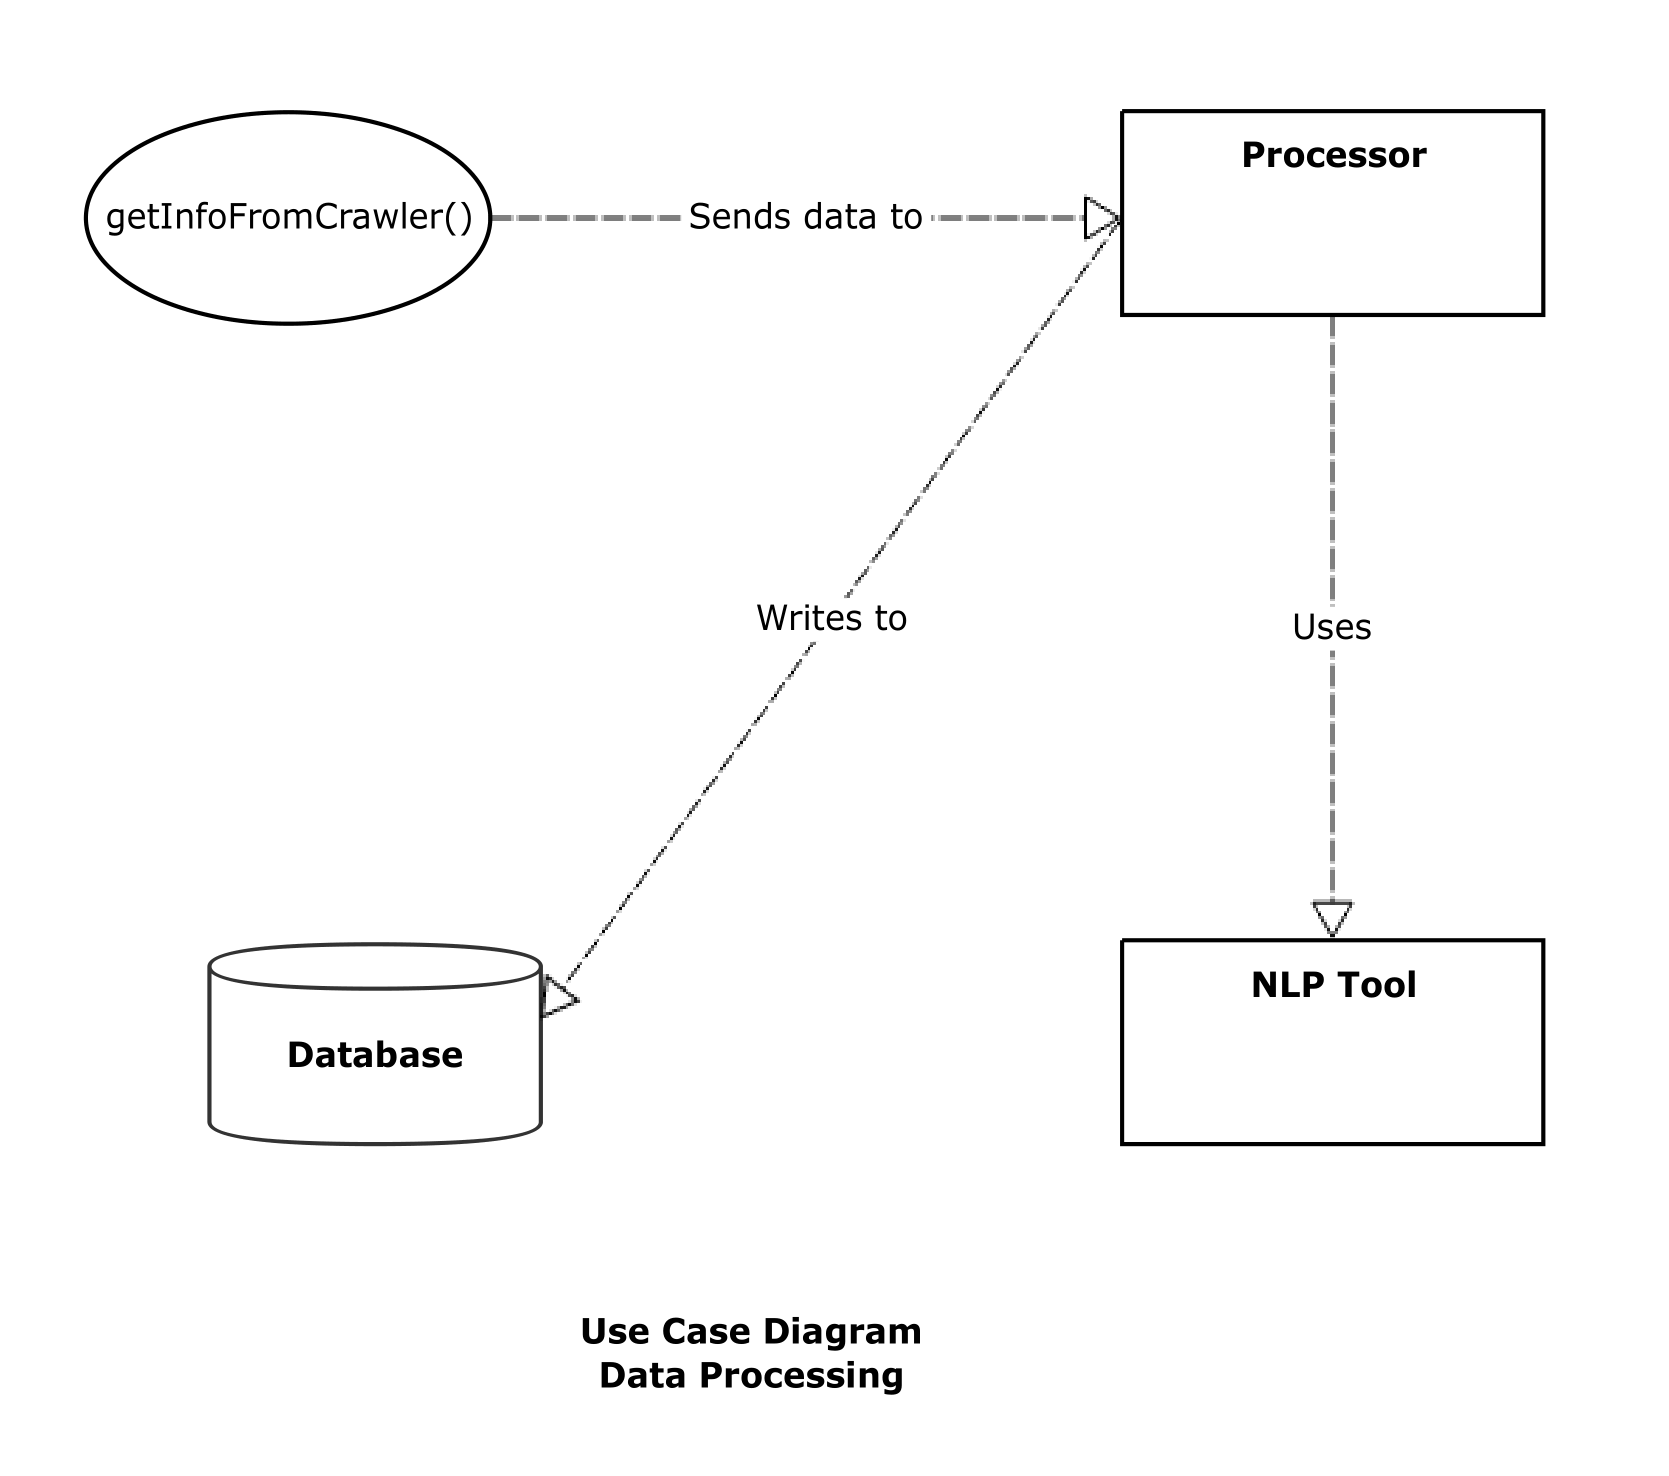 getInfoFromCrawler()
Sends data to
Processor
Writes to
Uses
Database
NLP Tool
Use Case Diagram
Data Processing